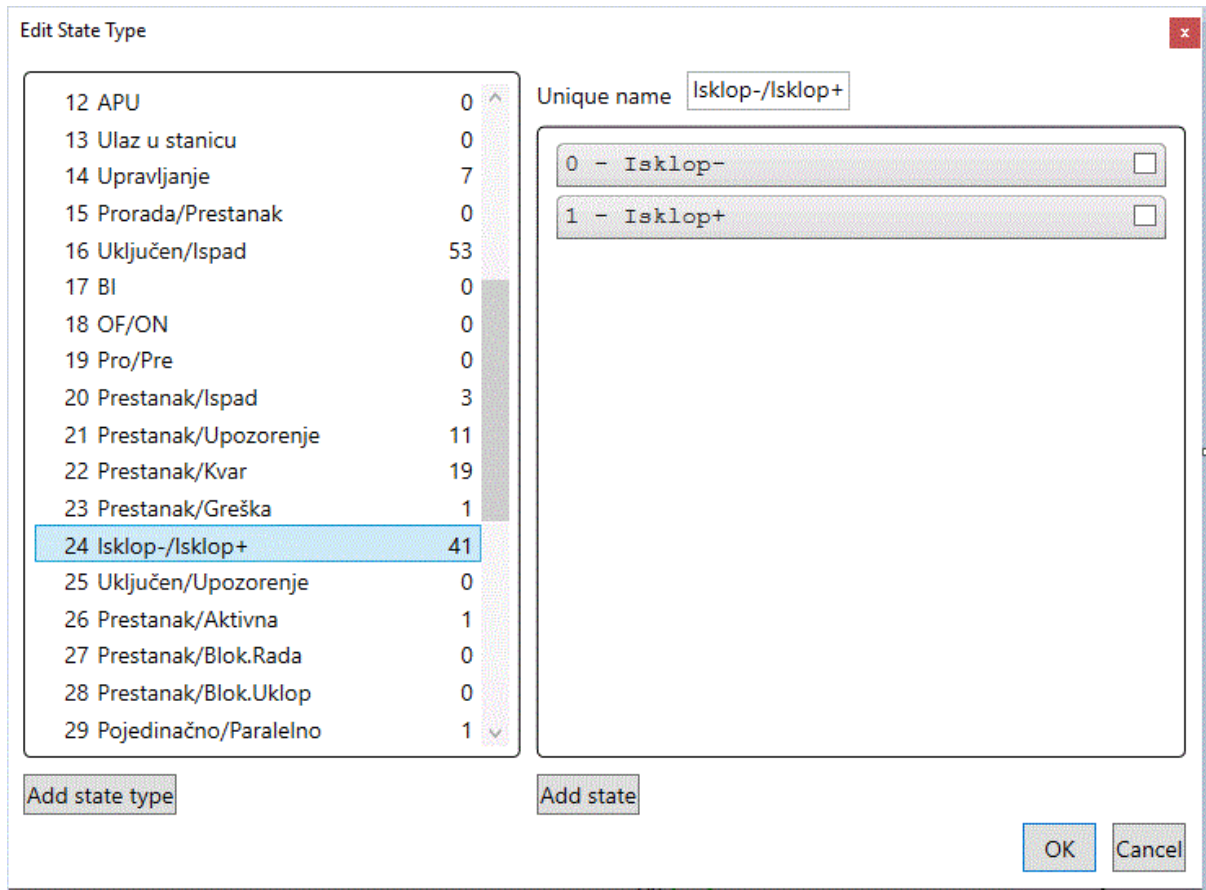 Edit State Type
x
12 APU 0
13 Ulaz u stanicu 0
14 Upravljanje 7
15 Prorada/Prestanak 0
16 Uključen/Ispad 53
17 BI 0
18 OF/ON 0
19 Pro/Pre 0
20 Prestanak/Ispad 3
21 Prestanak/Upozorenje 11
22 Prestanak/Kvar 19
23 Prestanak/Greška 1
24 Isklop-/Isklop+ 41
25 Uključen/Upozorenje 0
26 Prestanak/Aktivna 1
27 Prestanak/Blok.Rada 0
28 Prestanak/Blok.Uklop 0
29 Pojedinačno/Paralelno 1
Add state type
Unique name Isklop-/Isklop+
0 - Isklop-
1 - Isklop+
Add state
OK Cancel